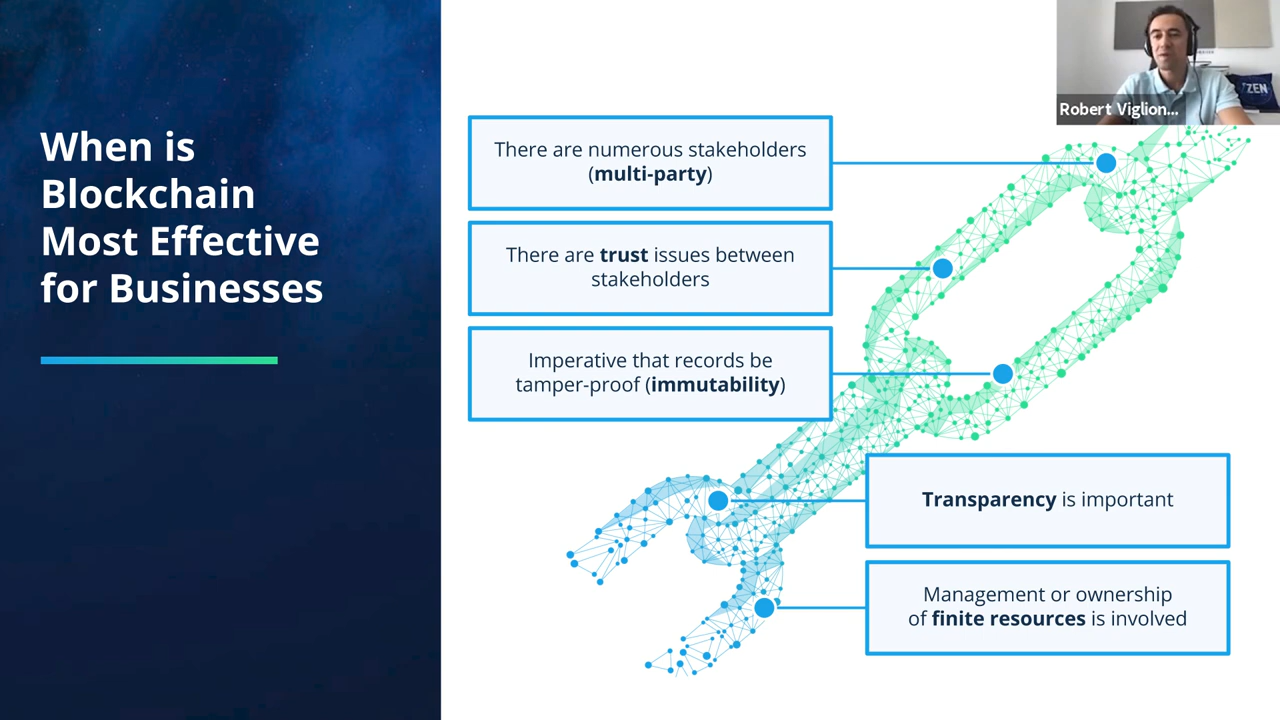 When is
Blockchain
Most Effective
for Businesses
There are numerous stakeholders
(multi-party)
There are trust issues between
stakeholders
Imperative that records be
tamper-proof (immutability)
Transparency is important
Management or ownership
of finite resources is involved
Robert Viglion...
ZEN